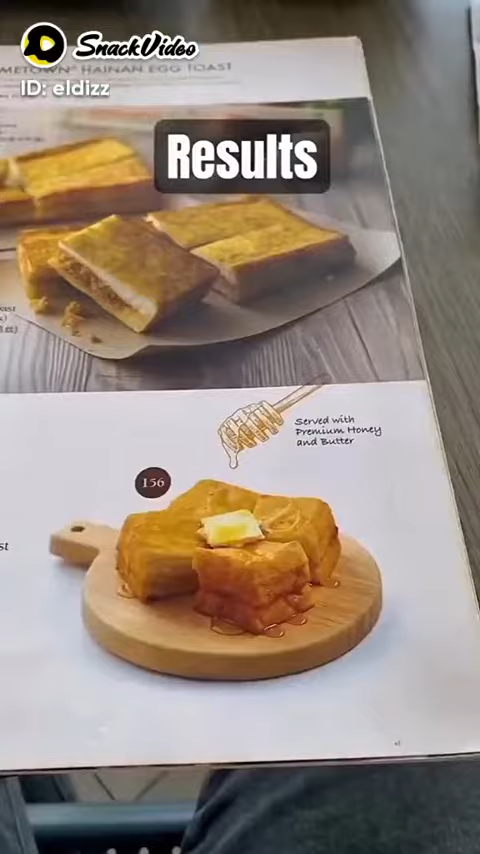 SnackVideo
HAINAN EGG TOAST
ID: eldizz
Results
Served with
Premium Honey
and Butter
156